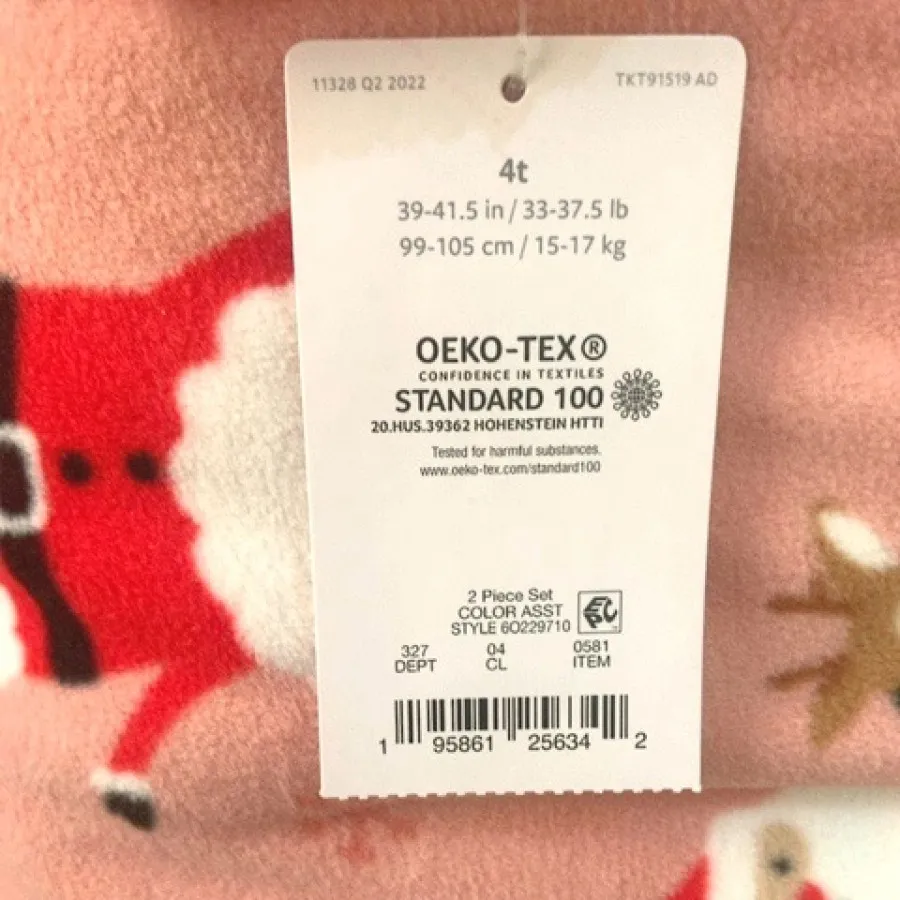 11328 Q2 2022
TKT91519 AD
4t
39-41.5 in / 33-37.5 lb
99-105 cm / 15-17 kg
OEKO-TEX®
CONFIDENCE IN TEXTILES
STANDARD 100
20.HUS.39362 HOHENSTEIN HTTI
Tested for harmful substances.
www.oeko-tex.com/standard100
2 Piece Set
COLOR ASST
STYLE 6O229710
EPC
327 04 0581
DEPT CL ITEM
1 95861 25634 2